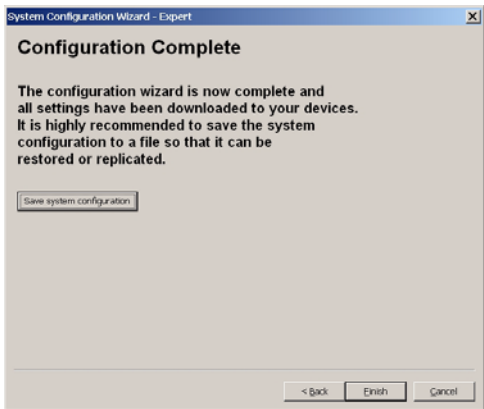 System Configuration Wizard - Expert
Configuration Complete
The configuration wizard is now complete and
all settings have been downloaded to your devices.
It is highly recommended to save the system
configuration to a file so that it can be
restored or replicated.
Save system configuration
< Back Finish Cancel